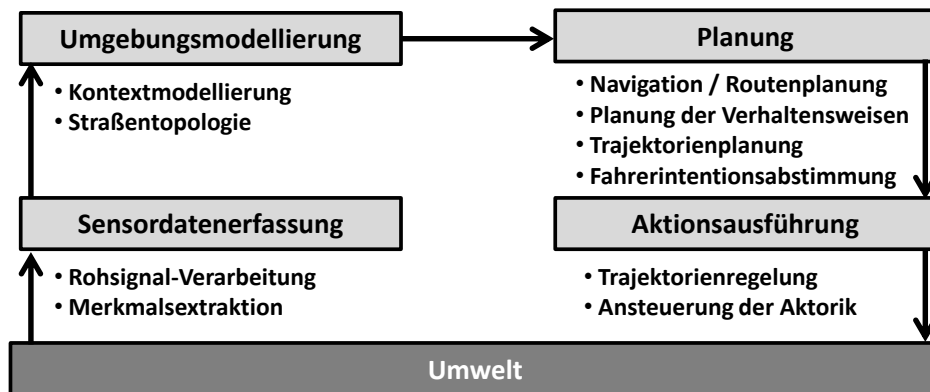 Umgebungsmodellierung
• Kontextmodellierung
• Straßentopologie
Planung
• Navigation / Routenplanung
• Planung der Verhaltensweisen
• Trajektorienplanung
• Fahrerintentionsabstimmung
Sensordatenerfassung
• Rohsignal-Verarbeitung
• Merkmalsextraktion
Aktionsausführung
• Trajektorienregelung
• Ansteuerung der Aktorik
Umwelt